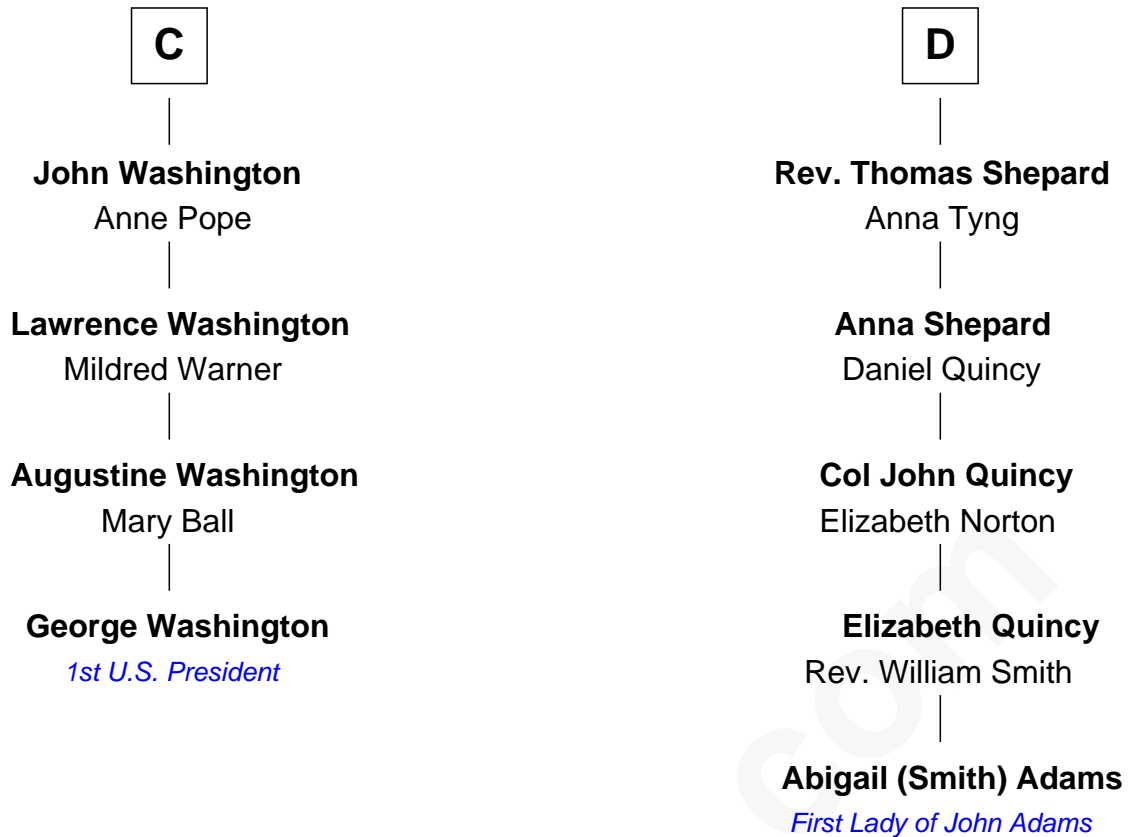 C
John Washington
Anne Pope
Lawrence Washington
Mildred Warner
Augustine Washington
Mary Ball
George Washington
1st U.S. President
D
Rev. Thomas Shepard
Anna Tyng
Anna Shepard
Daniel Quincy
Col John Quincy
Elizabeth Norton
Elizabeth Quincy
Rev. William Smith
Abigail (Smith) Adams
First Lady of John Adams
com